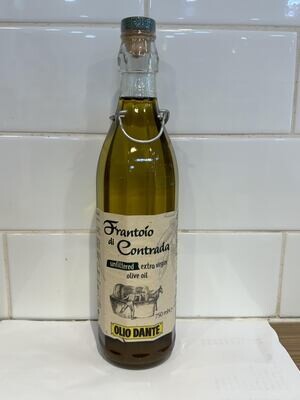 Frantoio
di Contrada
unfiltered extra virgin
olive oil
750 ml ℮
OLIO DANTE